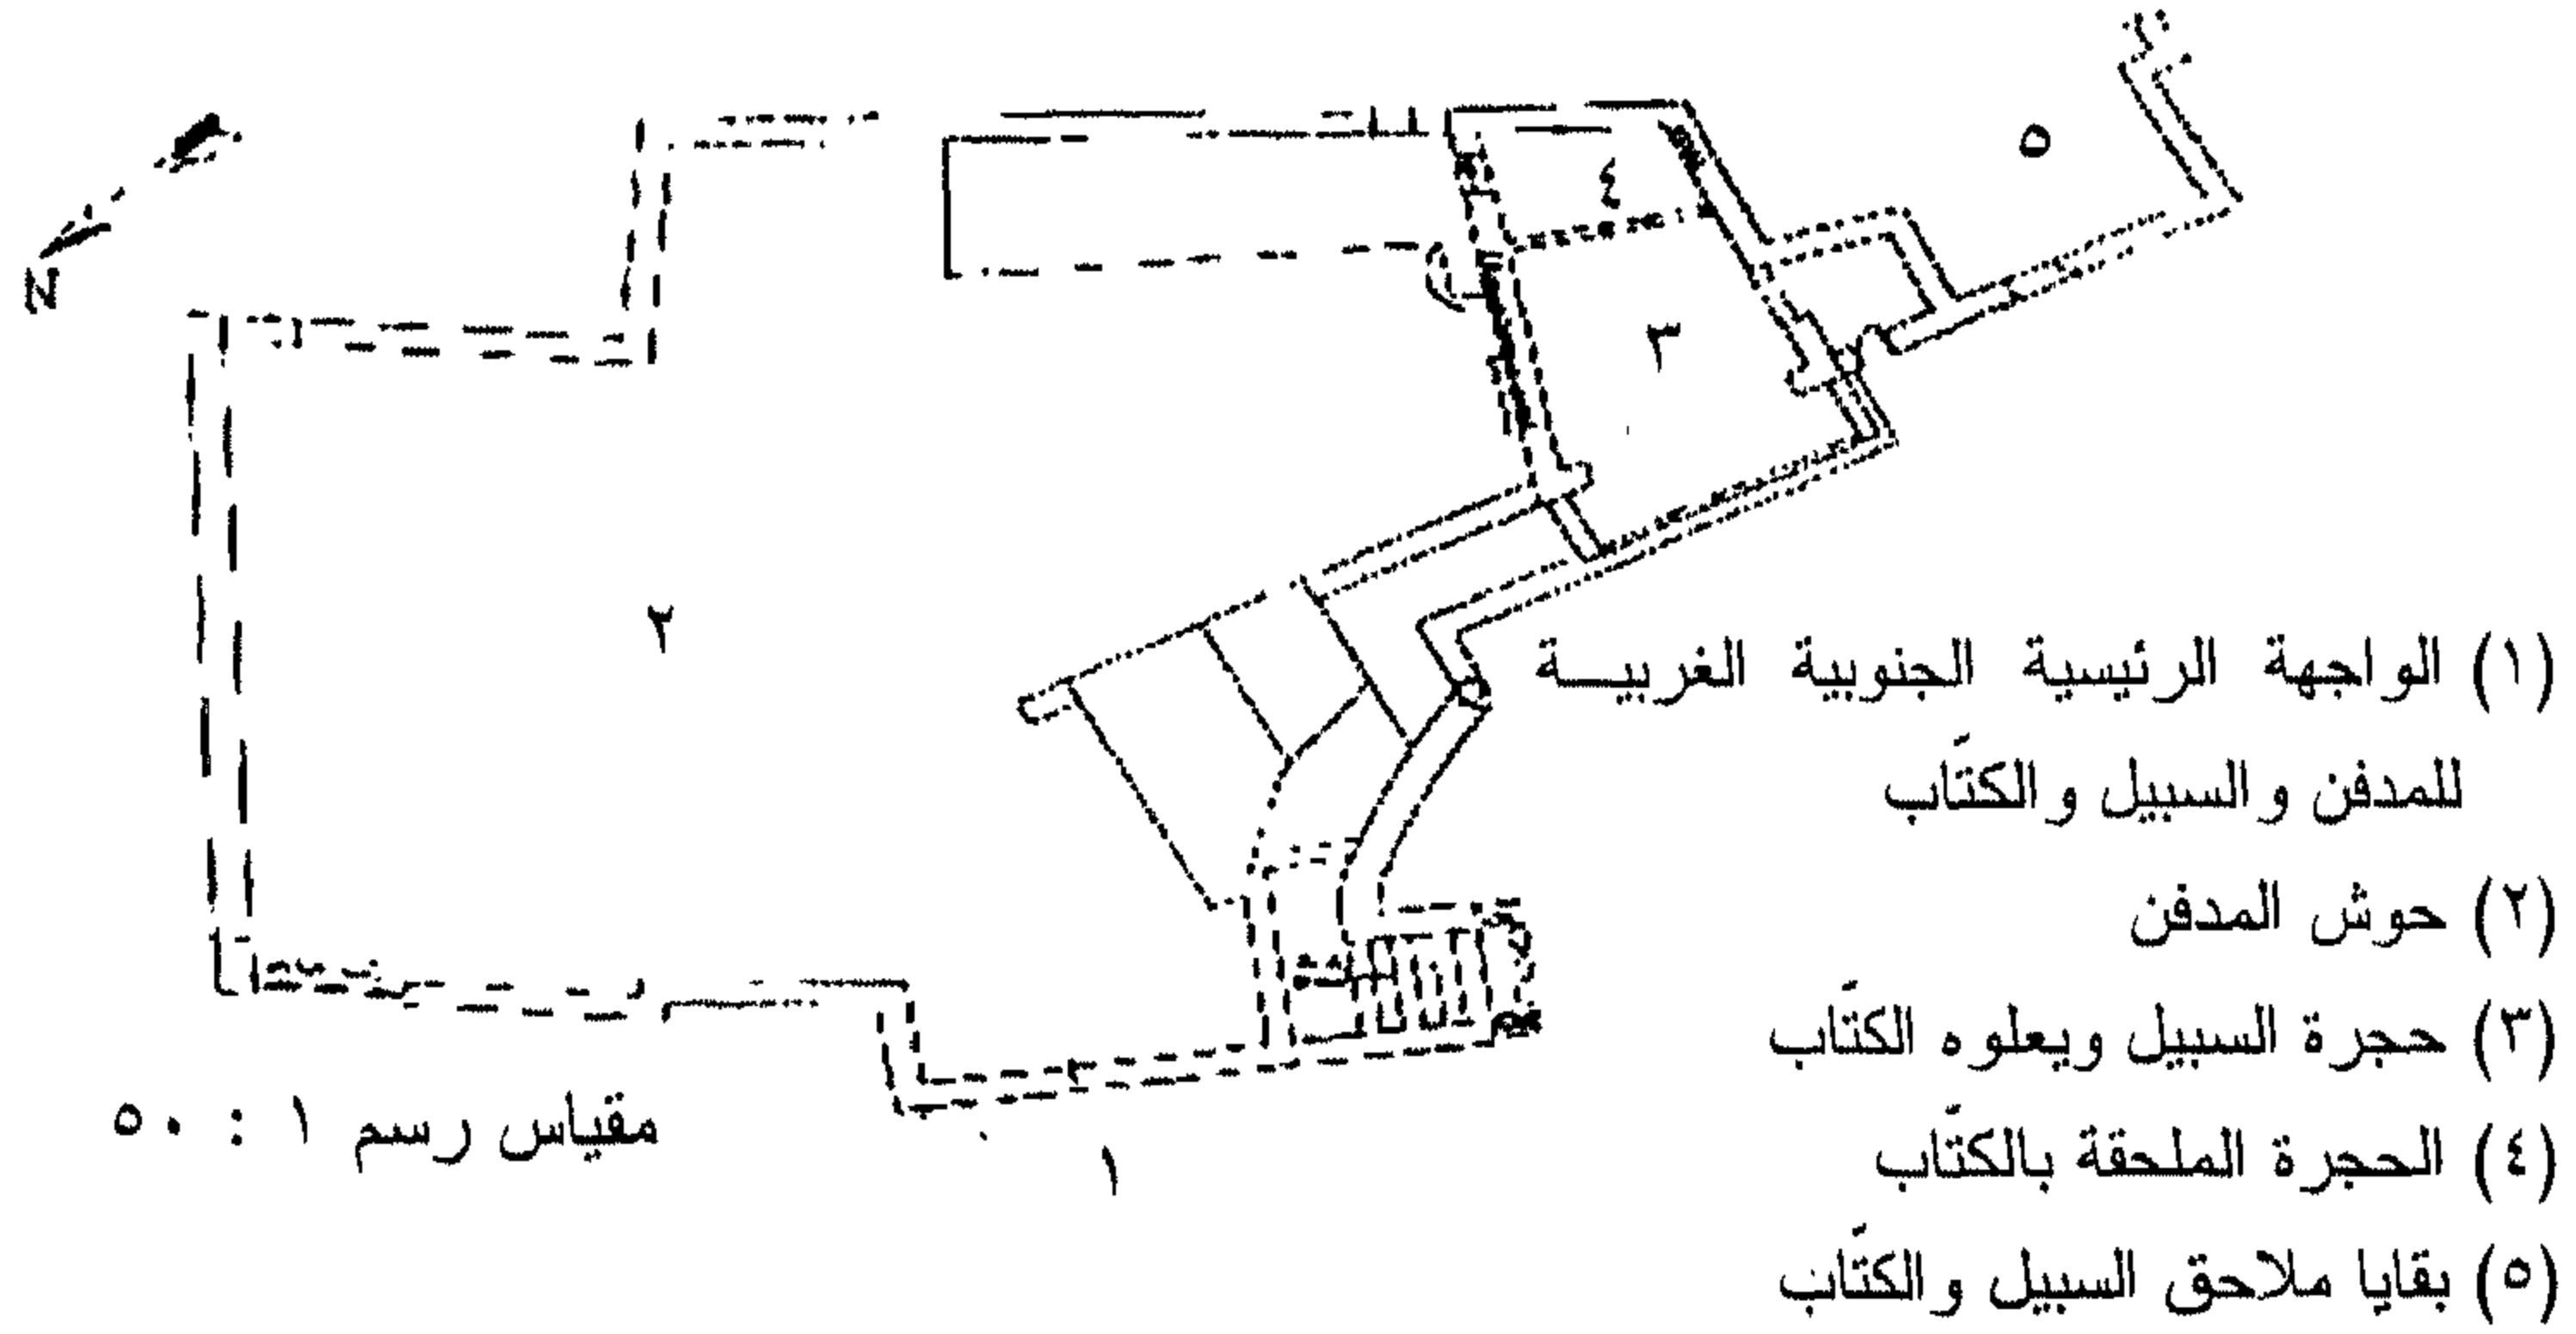 N
٥
٤
٣
٢
(١) الواجهة الرئيسية الجنوبية الغربية
للمدفن والسبيل والكتَّاب
(٢) حوش المدفن
(٣) حجرة السبيل ويعلوه الكتَّاب
(٤) الحجرة الملحقة بالكتَّاب
(٥) بقايا ملاحق السبيل والكتَّاب
مقياس رسم ١ : ٥٠
١